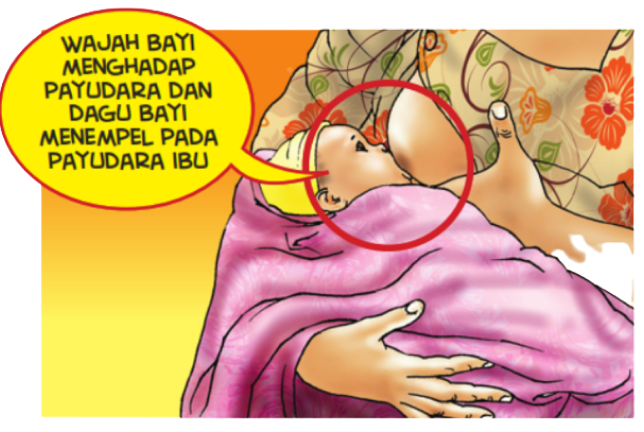 WAJAH BAYI
MENGHADAP
PAYUDARA DAN
DAGU BAYI
MENEMPEL PADA
PAYUDARA IBU